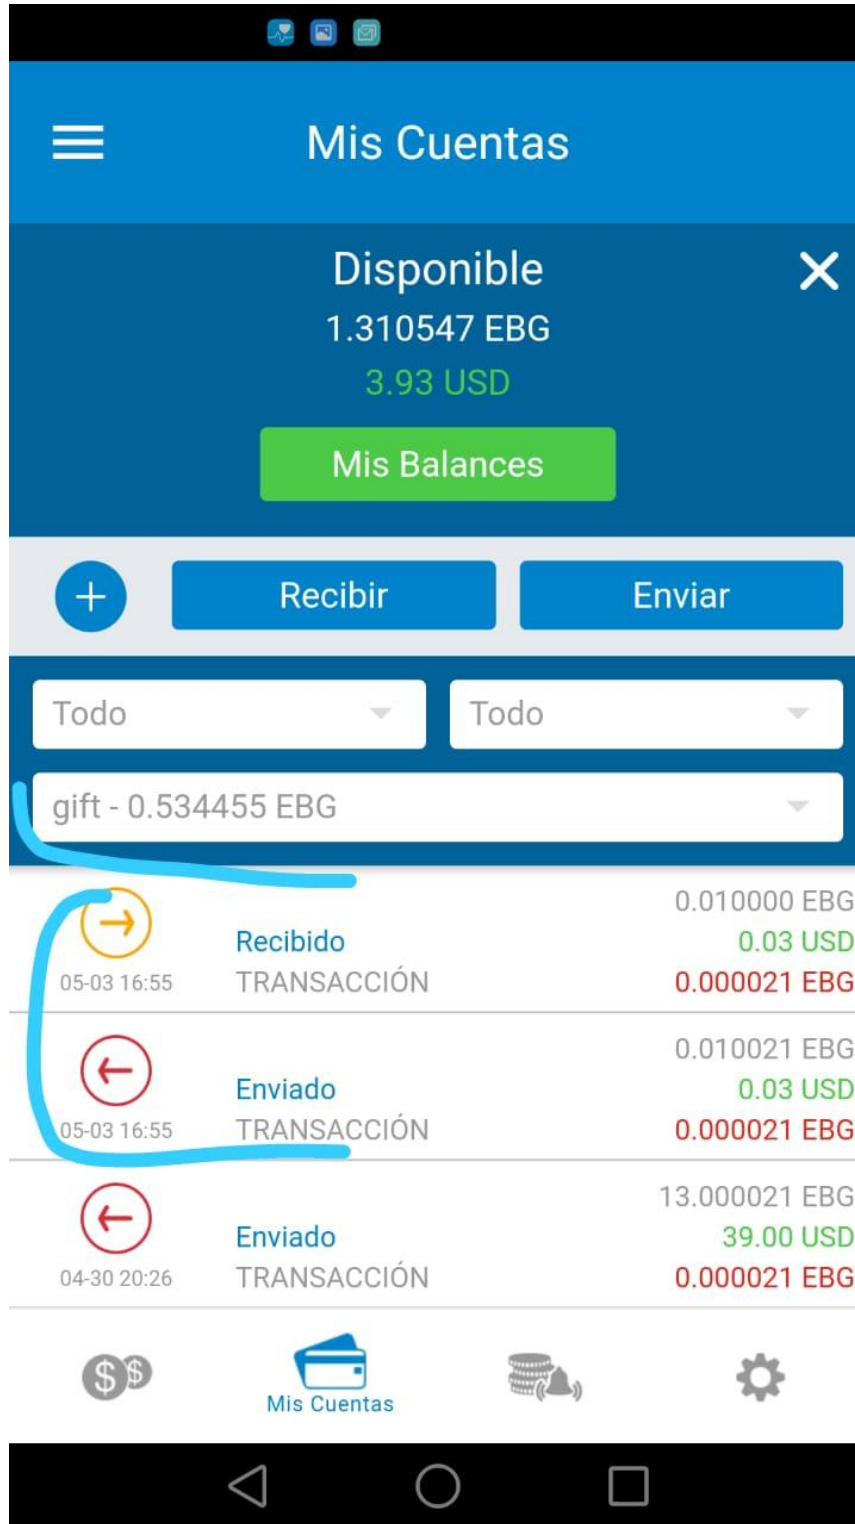 Mis Cuentas
Disponible
1.310547 EBG
3.93 USD
Mis Balances
Recibir
Enviar
Todo
Todo
gift - 0.534455 EBG
0.010000 EBG
Recibido
0.03 USD
05-03 16:55
TRANSACCIÓN
0.000021 EBG
0.010021 EBG
Enviado
0.03 USD
05-03 16:55
TRANSACCIÓN
0.000021 EBG
13.000021 EBG
Enviado
39.00 USD
04-30 20:26
TRANSACCIÓN
0.000021 EBG
Mis Cuentas